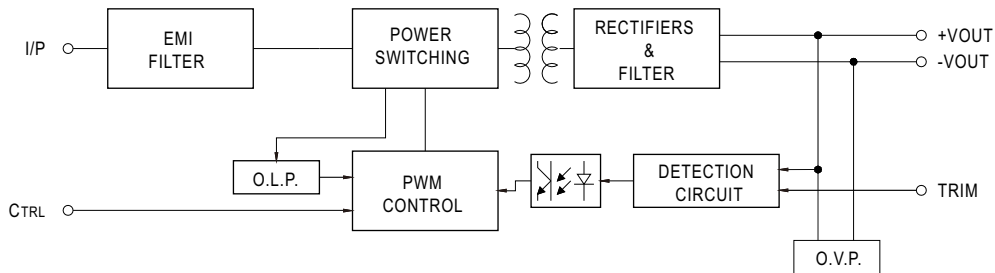 I/P
EMI
FILTER
POWER
SWITCHING
RECTIFIERS
&
FILTER
+VOUT
-VOUT
O.L.P.
PWM
CONTROL
DETECTION
CIRCUIT
TRIM
CTRL
O.V.P.